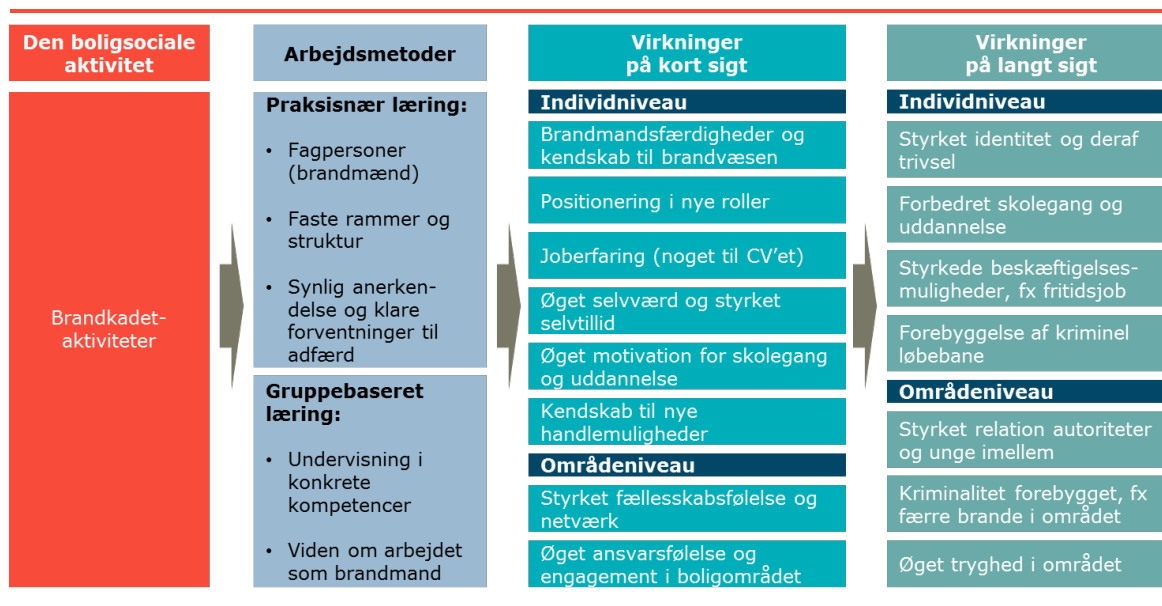 Den boligsociale
aktivitet
Brandkadet-
aktiviteter
Arbejdsmetoder
Praksisnær læring:
• Fagpersoner
(brandmænd)
• Faste rammer og
struktur
• Synlig anerken-
delse og klare
forventninger til
adfærd
Gruppebaseret
læring:
• Undervisning i
konkrete
kompetencer
• Viden om arbejdet
som brandmand
Virkninger
på kort sigt
Individniveau
Brandmandsfærdigheder og
kendskab til brandvæsen
Positionering i nye roller
Joberfaring (noget til CV’et)
Øget selvværd og styrket
selvtillid
Øget motivation for skolegang
og uddannelse
Kendskab til nye
handlemuligheder
Områdeniveau
Styrket fællesskabsfølelse og
netværk
Øget ansvarsfølelse og
engagement i boligområdet
Virkninger
på langt sigt
Individniveau
Styrket identitet og deraf
trivsel
Forbedret skolegang og
uddannelse
Styrkede beskæftigelses-
muligheder, fx fritidsjob
Forebyggelse af kriminel
løbebane
Områdeniveau
Styrket relation autoriteter
og unge imellem
Kriminalitet forebygget, fx
færre brande i området
Øget tryghed i området